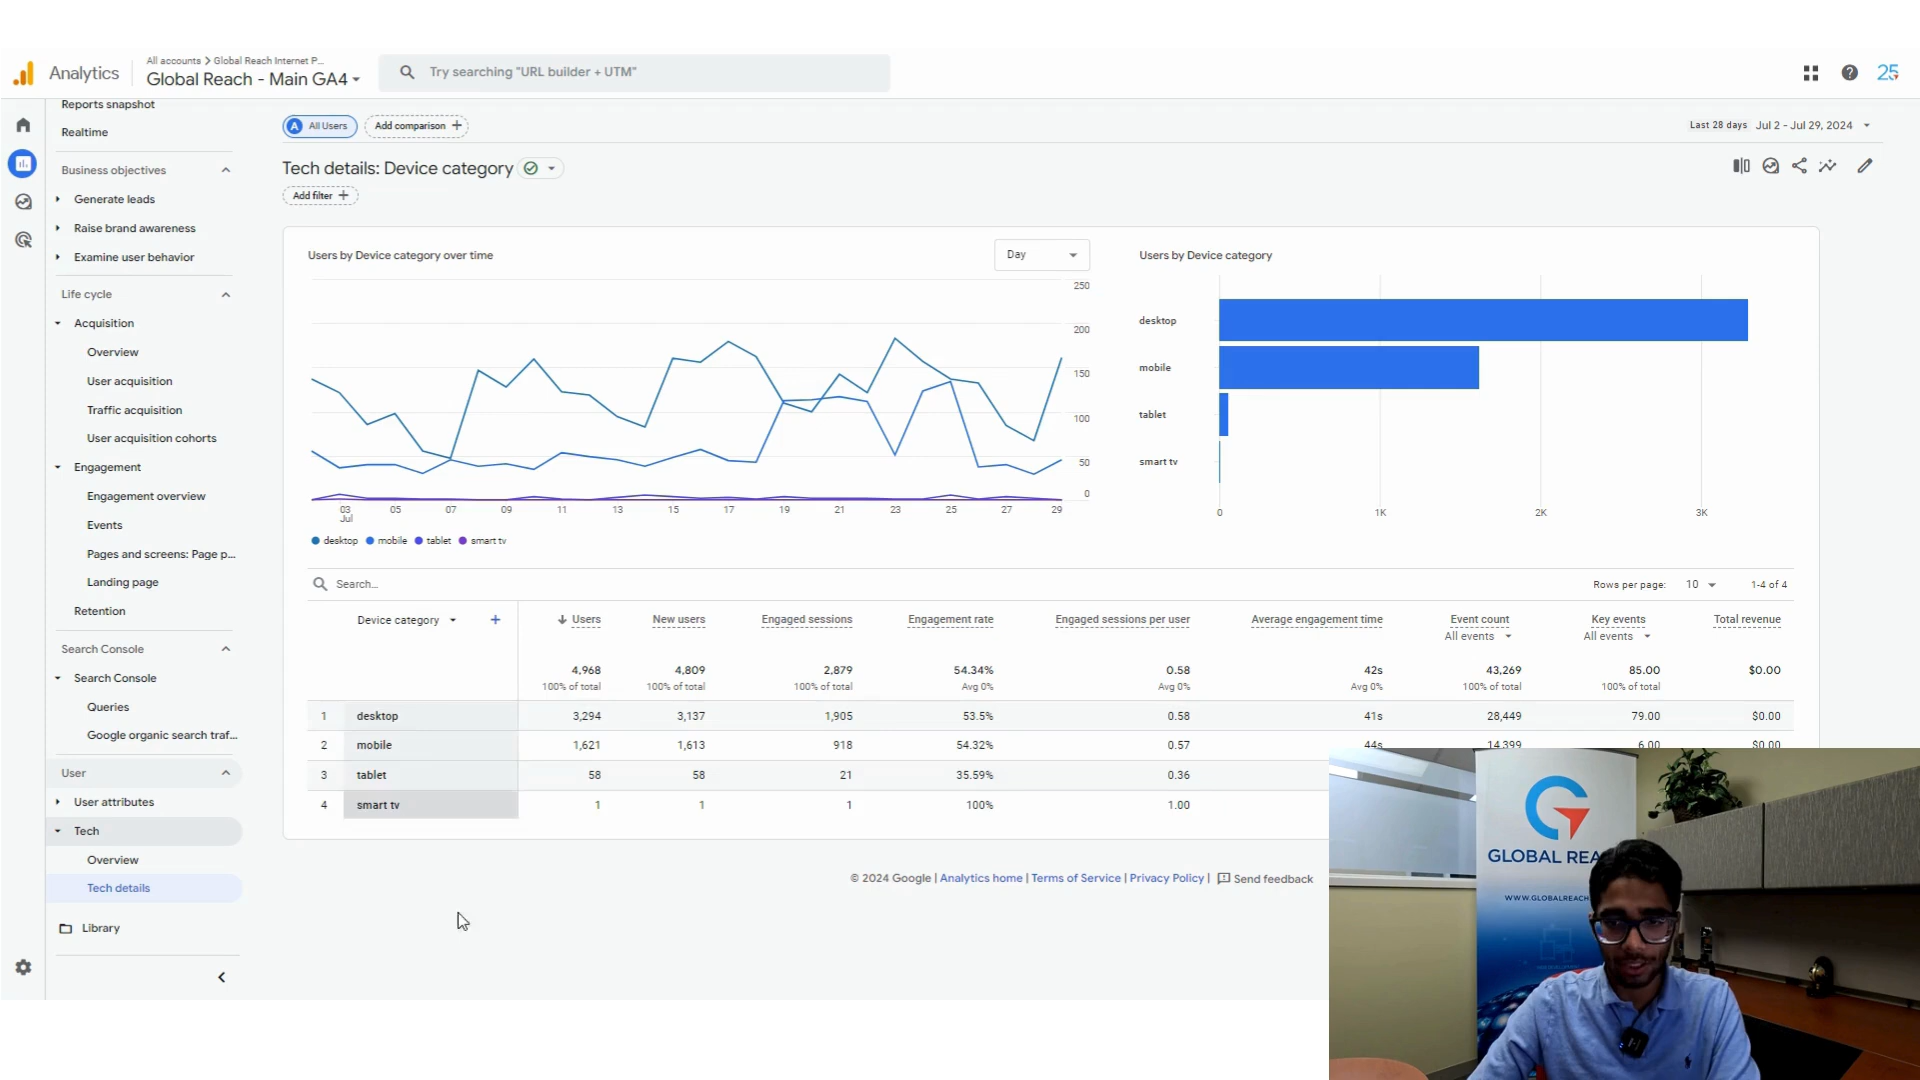 Analytics
All accounts > Global Reach Internet P...
Global Reach - Main GA4
Try searching "URL builder + UTM"
25
Reports snapshot
Realtime
Business objectives
Generate leads
Raise brand awareness
Examine user behavior
Life cycle
Acquisition
Overview
User acquisition
Traffic acquisition
User acquisition cohorts
Engagement
Engagement overview
Events
Pages and screens: Page p...
Landing page
Retention
Search Console
Search Console
Queries
Google organic search traf...
User
User attributes
Tech
Overview
Tech details
Library
A All Users
Add comparison +
Last 28 days Jul 2 - Jul 29, 2024
Tech details: Device category
Add filter +
Users by Device category over time
Day
250
200
150
100
50
0
03 05 07 09 11 13 15 17 19 21 23 25 27 29
Jul
desktop mobile tablet smart tv
Users by Device category
desktop
mobile
tablet
smart tv
0 1K 2K 3K
Search...
Rows per page: 10 1-4 of 4
Device category + Users New users Engaged sessions Engagement rate Engaged sessions per user Average engagement time Event count Key events Total revenue
All events All events
4,968 4,809 2,879 54.34% 0.58 42s 43,269 85.00 $0.00
100% of total 100% of total 100% of total Avg 0% Avg 0% Avg 0% 100% of total 100% of total
1 desktop 3,294 3,137 1,905 53.5% 0.58 41s 28,449 79.00 $0.00
2 mobile 1,621 1,613 918 54.32% 0.57 44s 14,399 6.00 $0.00
3 tablet 58 58 21 35.59% 0.36
4 smart tv 1 1 1 100% 1.00
© 2024 Google | Analytics home | Terms of Service | Privacy Policy | Send feedback
GLOBAL REA
WWW.GLOBALREACH